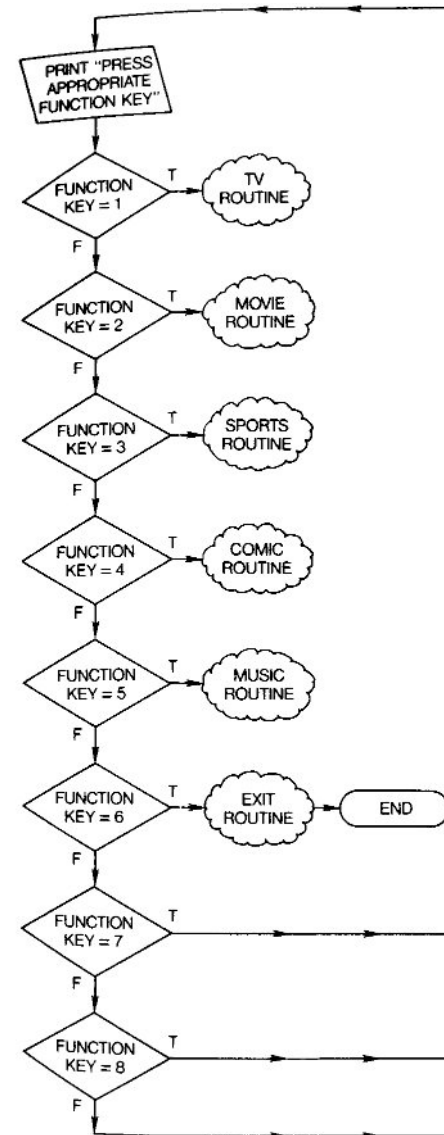 PRINT "PRESS
APPROPRIATE
FUNCTION KEY"
FUNCTION
KEY = 1
T
TV
ROUTINE
F
FUNCTION
KEY = 2
T
MOVIE
ROUTINE
F
FUNCTION
KEY = 3
T
SPORTS
ROUTINE
F
FUNCTION
KEY = 4
T
COMIC
ROUTINE
F
FUNCTION
KEY = 5
T
MUSIC
ROUTINE
F
FUNCTION
KEY = 6
T
EXIT
ROUTINE
END
F
FUNCTION
KEY = 7
T
F
FUNCTION
KEY = 8
T
F